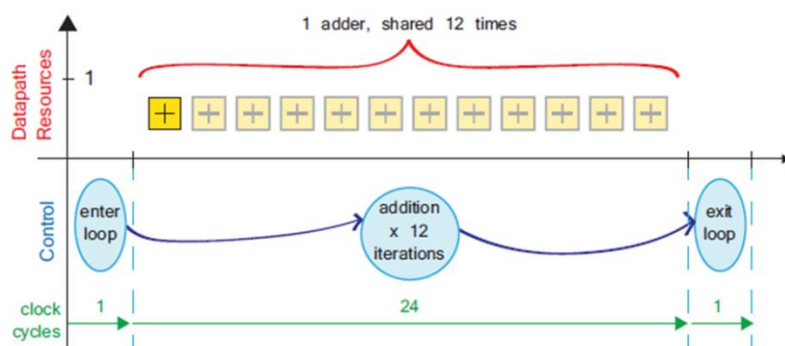 1 adder, shared 12 times
Datapath
Resources
1
+ + + + + + + + + + + +
Control
enter
loop
addition
x 12
iterations
exit
loop
clock
cycles
1
24
1